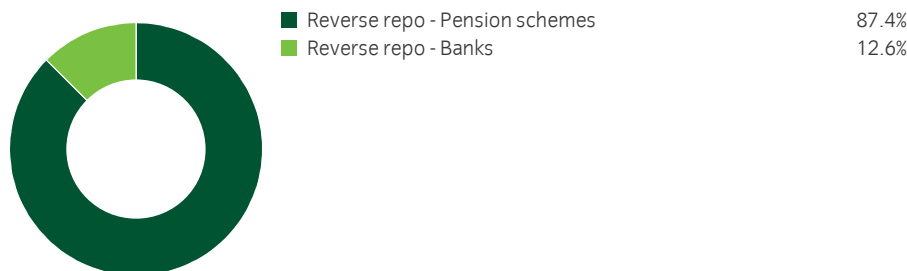 Reverse repo - Pension schemes 87.4%
Reverse repo - Banks 12.6%